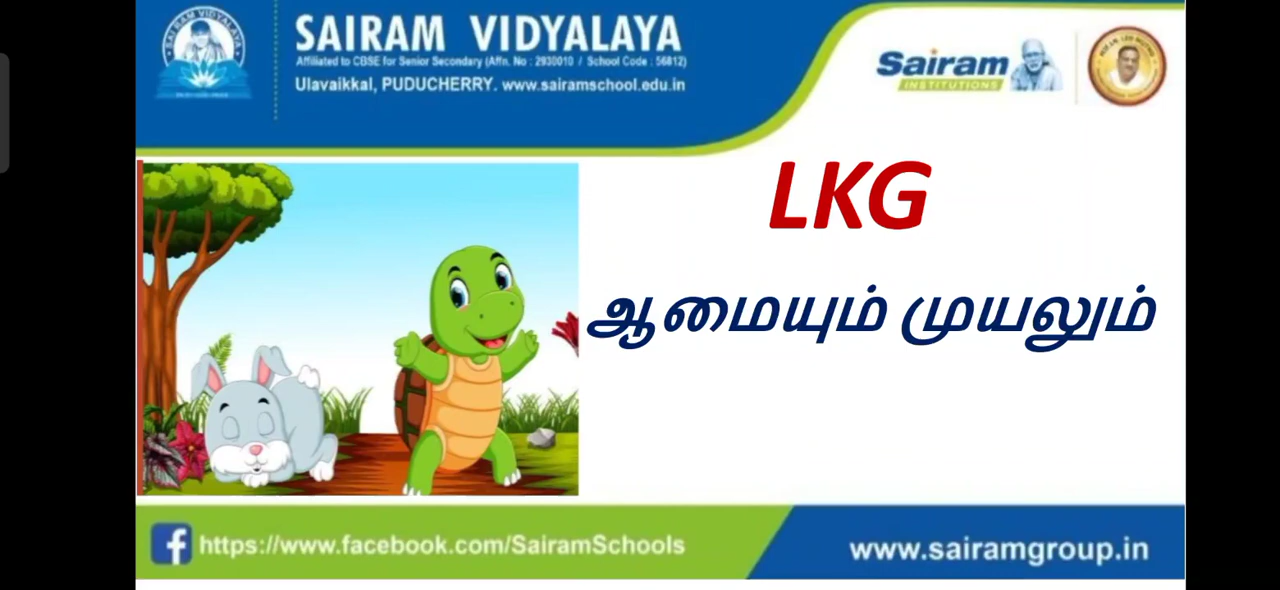 SAIRAM VIDYALAYA
Affiliated to CBSE for Senior Secondary (Affn. No : 2930010 / School Code : 56812)
Ulavaikkal, PUDUCHERRY. www.sairamschool.edu.in
Sairam
INSTITUTIONS
LKG
ஆமையும் முயலும்
https://www.facebook.com/SairamSchools
www.sairamgroup.in